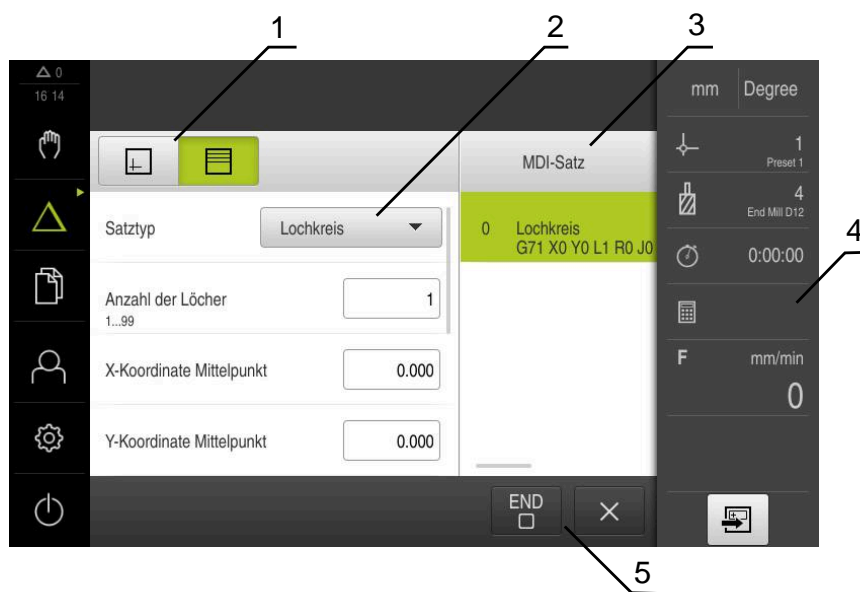 1
2
3
0
16 14
mm
Degree
MDI-Satz
1
Preset 1
Satztyp
Lochkreis
0 Lochkreis
G71 X0 Y0 L1 R0 J0
4
End Mill D12
4
0:00:00
Anzahl der Löcher
1...99
1
X-Koordinate Mittelpunkt
0.000
F
mm/min
0
Y-Koordinate Mittelpunkt
0.000
END
5